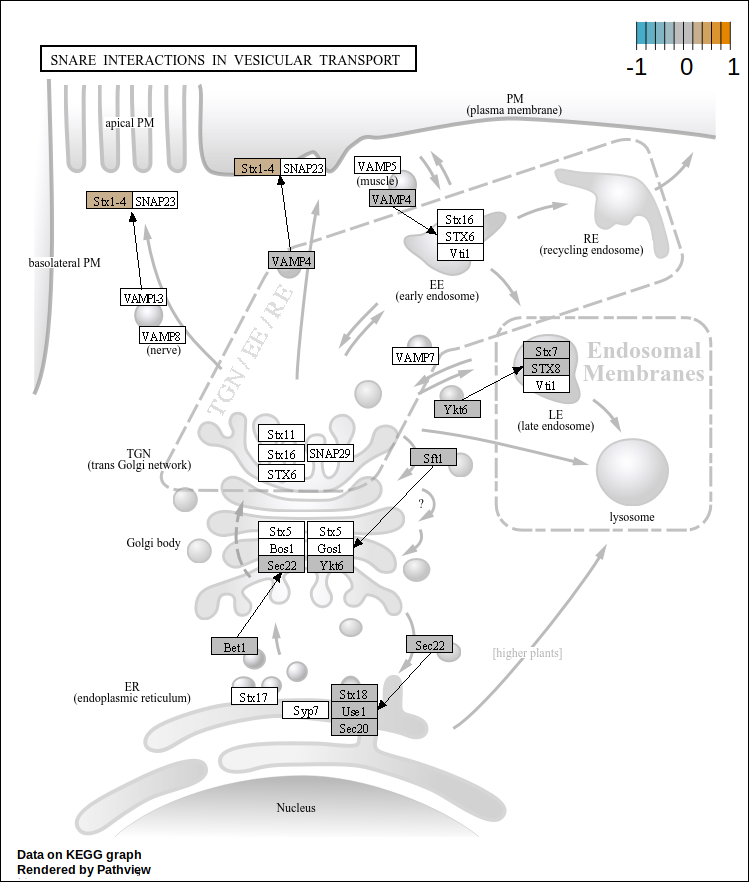 -1 0 1
SNARE INTERACTIONS IN VESICULAR TRANSPORT
PM
(plasma membrane)
apical PM
Stx1-4 SNAP23
VAMP5
(muscle)
VAMP4
Stx1-4 SNAP23
Stx16
STX6
Vti1
RE
(recycling endosome)
basolateral PM
VAMP4
EE
(early endosome)
VAMP1-3
VAMP8
(nerve)
TGN/EE/RE
VAMP7
Stx7
STX8
Vti1
Endosomal
Membranes
Ykt6
LE
(late endosome)
Stx11
Stx16 SNAP29
STX6
TGN
(trans Golgi network)
Sft1
lysosome
?
Golgi body
Stx5 Stx5
Bos1 Gos1
Sec22 Ykt6
Bet1
Sec22
[higher plants]
ER
(endoplasmic reticulum)
Stx17
Syp7
Stx18
Use1
Sec20
Nucleus
Data on KEGG graph
Rendered by Pathview